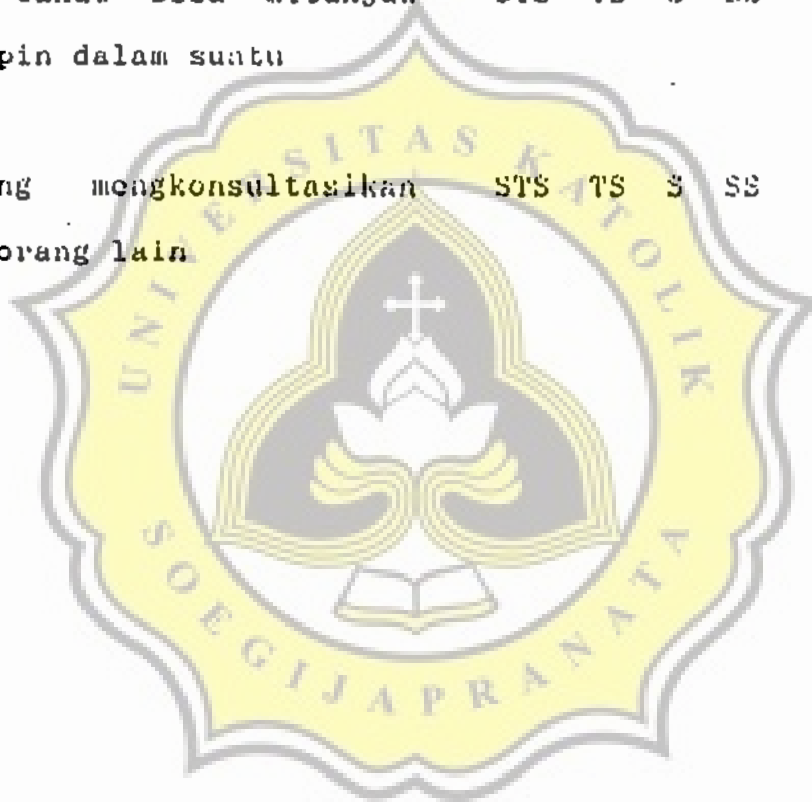 pin dalam suatu
ng mengkonsultasikan STS TS S SS
orang lain
UNIVERSITAS KATOLIK
SOEGIJAPRANATA